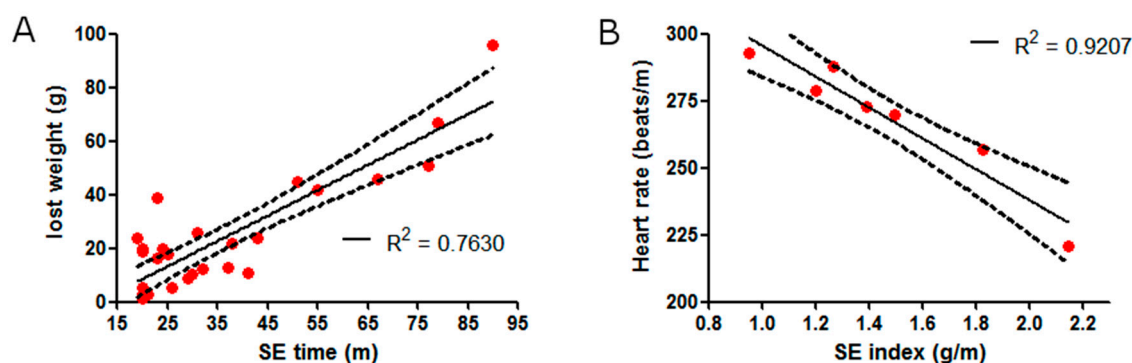 A
100
80
60
40
20
0
lost weight (g)
R² = 0.7630
15 25 35 45 55 65 75 85 95
SE time (m)
B
300
275
250
225
200
Heart rate (beats/m)
R² = 0.9207
0.8 1.0 1.2 1.4 1.6 1.8 2.0 2.2
SE index (g/m)